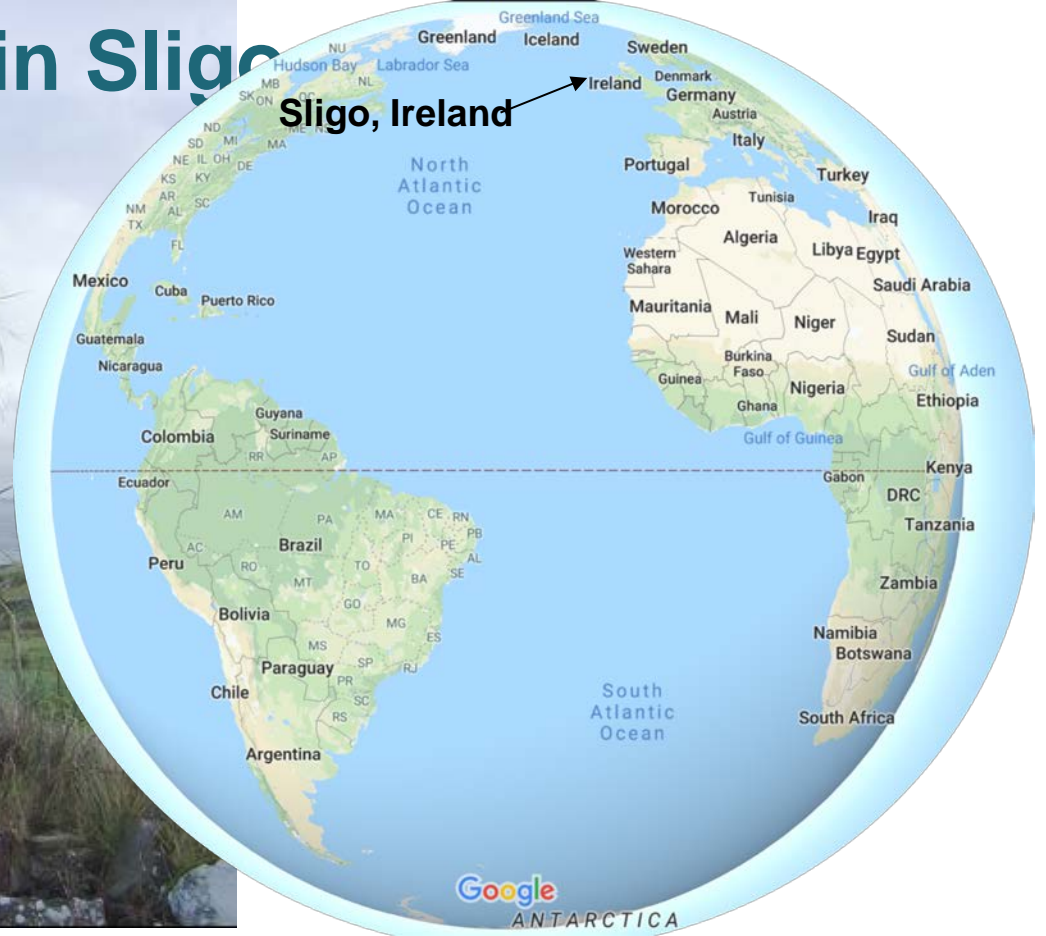 in Sligo
Greenland Sea
Greenland
Iceland
Sweden
NU
Hudson Bay
Labrador Sea
NL
MB
SK
ON
QC
Ireland
Denmark
Germany
Austria
Sligo, Ireland
ME
ND
SD
MI
MA
NE
IL
OH
DE
KS
KY
AR
SC
NM
AL
TX
FL
Italy
North
Atlantic
Ocean
Portugal
Turkey
Tunisia
Morocco
Iraq
Algeria
Libya
Egypt
Western
Sahara
Mexico
Cuba
Puerto Rico
Saudi Arabia
Mauritania
Mali
Niger
Sudan
Guatemala
Nicaragua
Burkina
Faso
Guinea
Nigeria
Gulf of Aden
Ethiopia
Ghana
Guyana
Suriname
Colombia
Gulf of Guinea
RR
AP
Ecuador
Gabon
Kenya
DRC
Tanzania
AM
PA
MA
CE
RN
PB
PI
PE
AL
SE
AC
Brazil
Peru
RO
TO
BA
MT
Zambia
Bolivia
GO
MG
ES
Namibia
Botswana
MS
Paraguay
SP
RJ
PR
Chile
SC
RS
South
Atlantic
Ocean
South Africa
Argentina
Google
ANTARCTICA